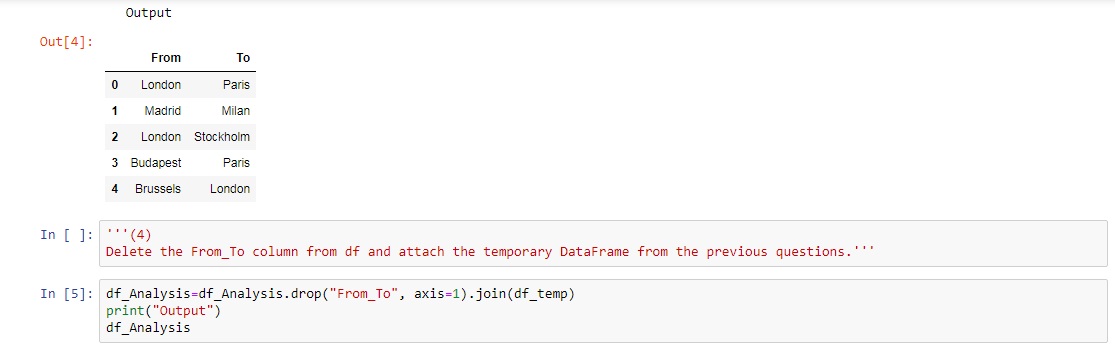 Output
Out[4]:
From To
0 London Paris
1 Madrid Milan
2 London Stockholm
3 Budapest Paris
4 Brussels London
In [ ]: '''(4)
Delete the From_To column from df and attach the temporary DataFrame from the previous questions.'''
In [5]: df_Analysis=df_Analysis.drop("From_To", axis=1).join(df_temp)
print("Output")
df_Analysis